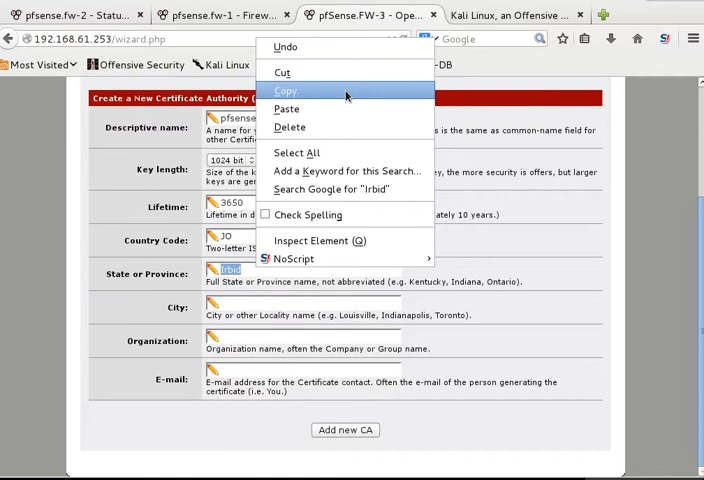 pfsense.fw-2 - Statu...
pfsense.fw-1 - Firew...
pfSense.FW-3 - Ope...
Kali Linux, an Offensive ...
192.168.61.253/wizard.php
Google
Most Visited
Offensive Security
Kali Linux
-DB
Undo
Cut
Copy
Paste
Delete
Select All
Add a Keyword for this Search...
Search Google for "Irbid"
Check Spelling
Inspect Element (Q)
NoScript
Create a New Certificate Authority (
Descriptive name:
pfsense
A name for y
s is the same as common-name field for
other Certif
Key length:
1024 bit
Size of the k
ey, the more security is offers, but larger
keys are gen
Lifetime:
3650
Lifetime in d
ately 10 years.)
Country Code:
JO
Two-letter IS
State or Province:
Irbid
Full State or Province name, not abbreviated (e.g. Kentucky, Indiana, Ontario).
City:
City or other Locality name (e.g. Louisville, Indianapolis, Toronto).
Organization:
Organization name, often the Company or Group name.
E-mail:
E-mail address for the Certificate contact. Often the e-mail of the person generating the
certificate (i.e. You.)
Add new CA